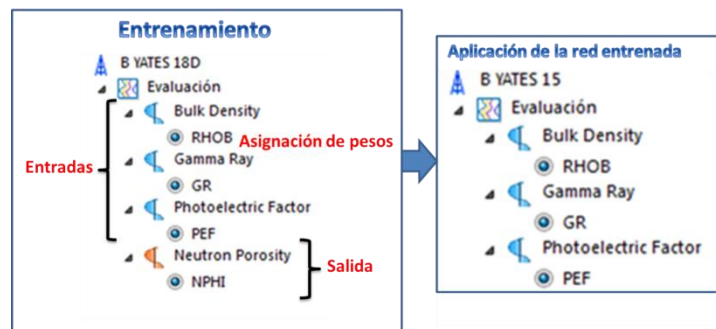 Entrenamiento
B YATES 18D
Evaluación
Bulk Density
RHOB
Asignación de pesos
Entradas
Gamma Ray
GR
Photoelectric Factor
PEF
Neutron Porosity
Salida
NPHI
Aplicación de la red entrenada
B YATES 15
Evaluación
Bulk Density
RHOB
Gamma Ray
GR
Photoelectric Factor
PEF